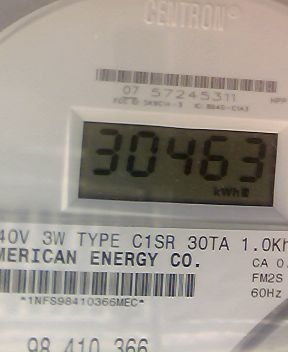 CENTRON®
07 57245311
30463
kWh
40V 3W TYPE C1SR 30TA 1.0Kh
MERICAN ENERGY CO.
CA 0.
FM2S
60Hz
*1NFS98410366MEC*
98 410 366